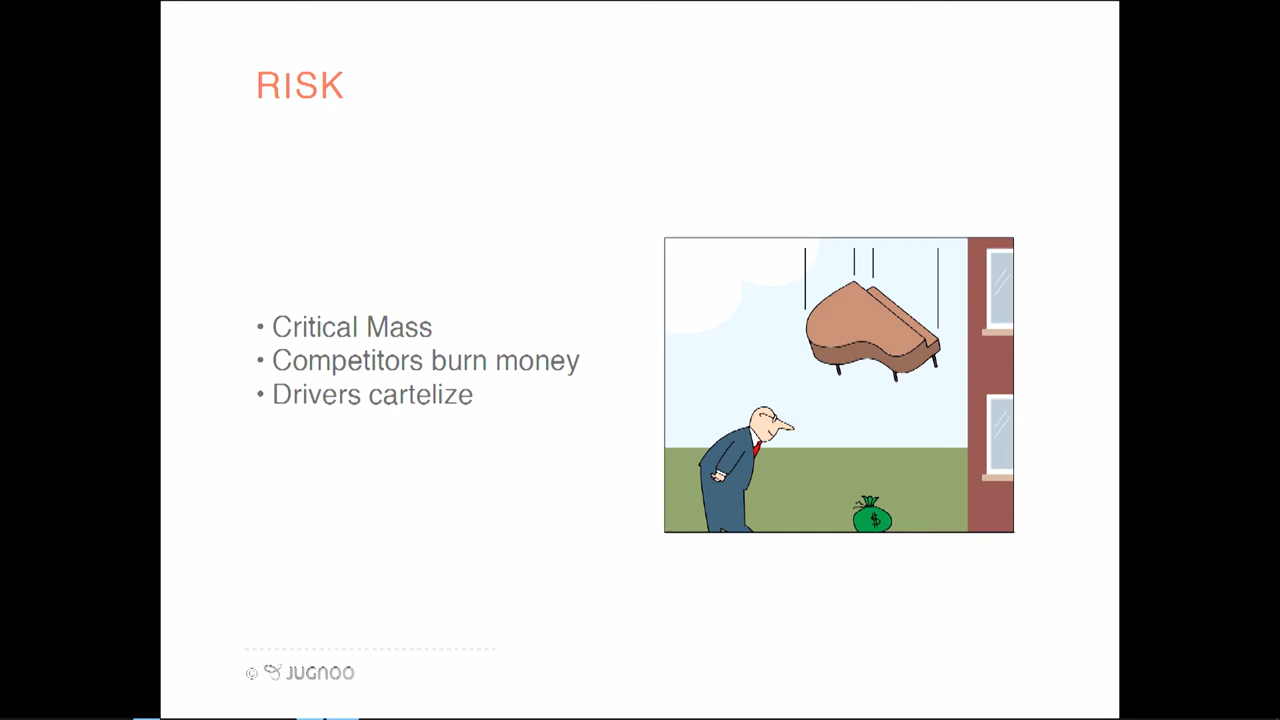 RISK
• Critical Mass
• Competitors burn money
• Drivers cartelize
$
© JUGNOO